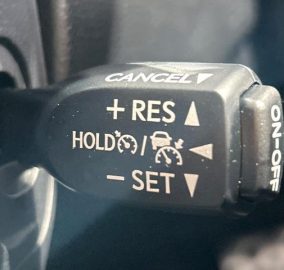 CANCEL▼
+ RES ▲
HOLD / ◄
− SET ▼
ON-OFF